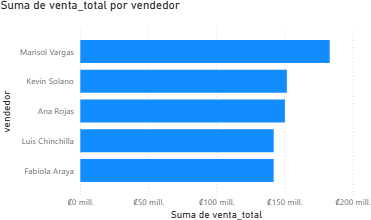 Suma de venta_total por vendedor
vendedor
Marisol Vargas
Kevin Solano
Ana Rojas
Luis Chinchilla
Fabiola Araya
₡0 mill.
₡50 mill.
₡100 mill.
₡150 mill.
₡200 mill.
Suma de venta_total